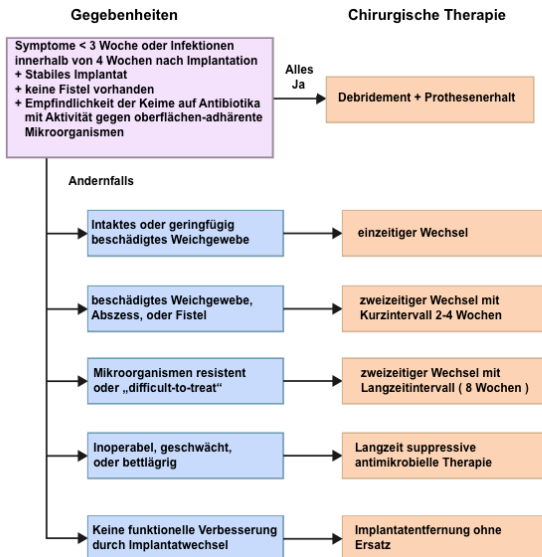 Gegebenheiten
Chirurgische Therapie
Symptome < 3 Woche oder Infektionen
innerhalb von 4 Wochen nach Implantation
+ Stabiles Implantat
+ keine Fistel vorhanden
+ Empfindlichkeit der Keime auf Antibiotika
mit Aktivität gegen oberflächen-adhärente
Mikroorganismen
Alles
Ja
Debridement + Prothesenerhalt
Andernfalls
Intaktes oder geringfügig
beschädigtes Weichgewebe
einzeitiger Wechsel
beschädigtes Weichgewebe,
Abszess, oder Fistel
zweizeitiger Wechsel mit
Kurzintervall 2-4 Wochen
Mikroorganismen resistent
oder „difficult-to-treat“
zweizeitiger Wechsel mit
Langzeitintervall ( 8 Wochen )
Inoperabel, geschwächt,
oder bettlägrig
Langzeit suppressive
antimikrobielle Therapie
Keine funktionelle Verbesserung
durch Implantatwechsel
Implantatentfernung ohne
Ersatz